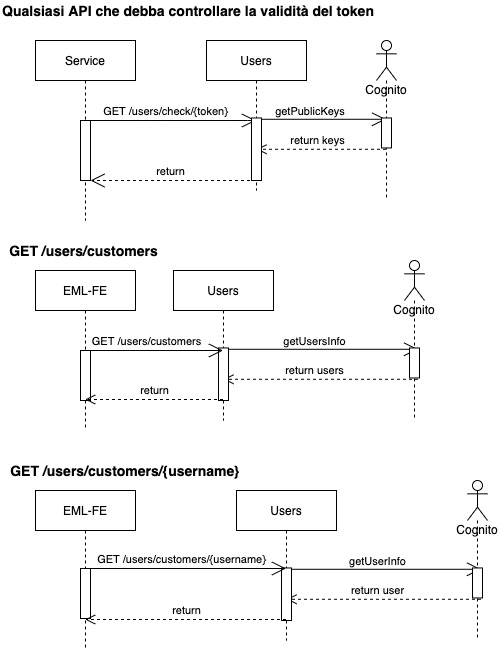 Qualsiasi API che debba controllare la validità del token
Service
Users
Cognito
GET /users/check/{token}
getPublicKeys
return keys
return
GET /users/customers
EML-FE
Users
Cognito
GET /users/customers
getUsersInfo
return users
return
GET /users/customers/{username}
EML-FE
Users
Cognito
GET /users/customers/{username}
getUserInfo
return user
return